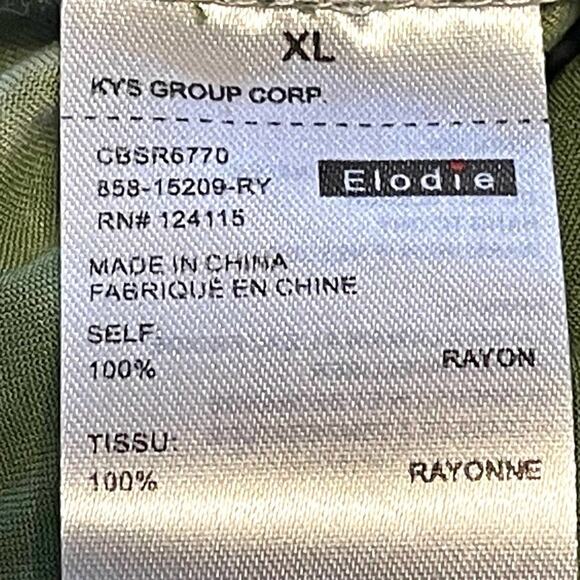 XL
KYS GROUP CORP.
CBSR6770
858-15209-RY
Elodie
RN# 124115
MADE IN CHINA
FABRIQUÉ EN CHINE
SELF:
100% RAYON
TISSU:
100% RAYONNE